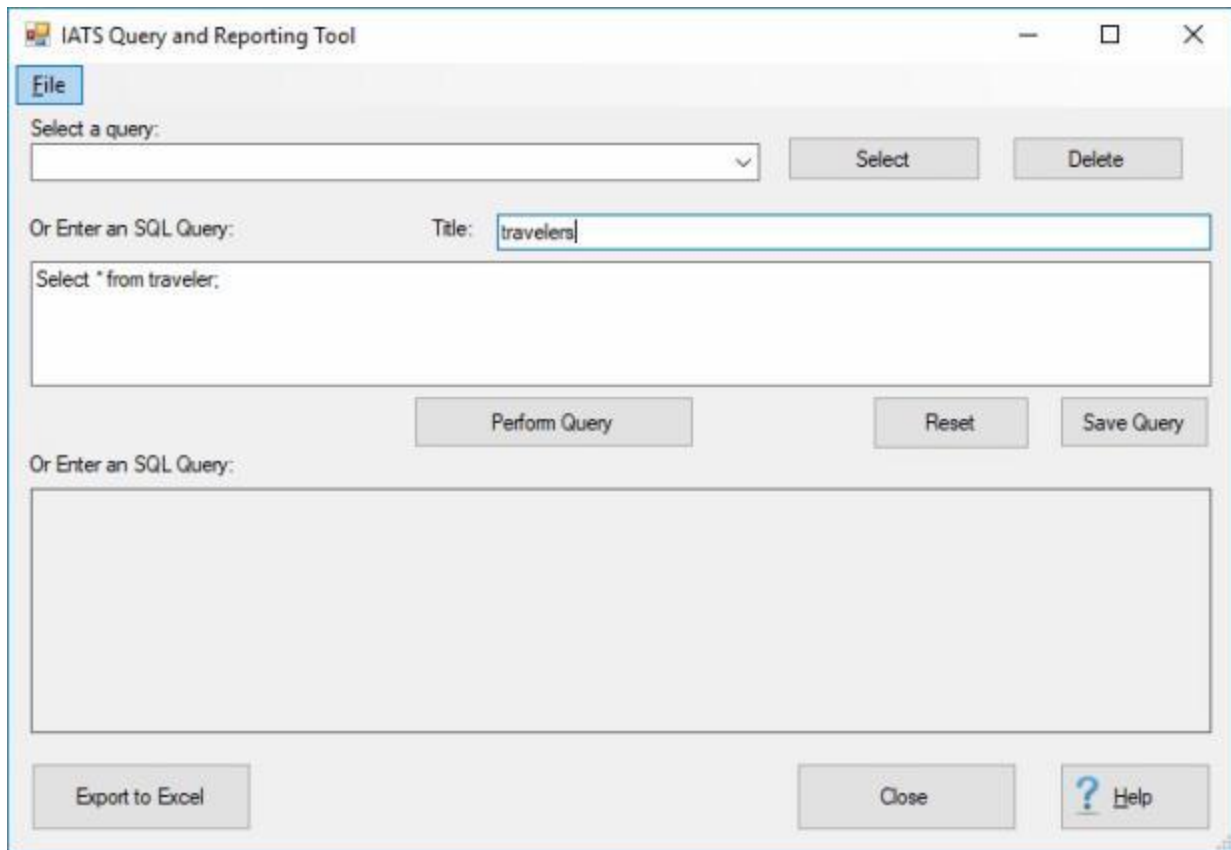 IATS Query and Reporting Tool
File
Select a query:
Select
Delete
Or Enter an SQL Query:
Title:
travelers
Select * from traveler;
Perform Query
Reset
Save Query
Or Enter an SQL Query:
Export to Excel
Close
? Help